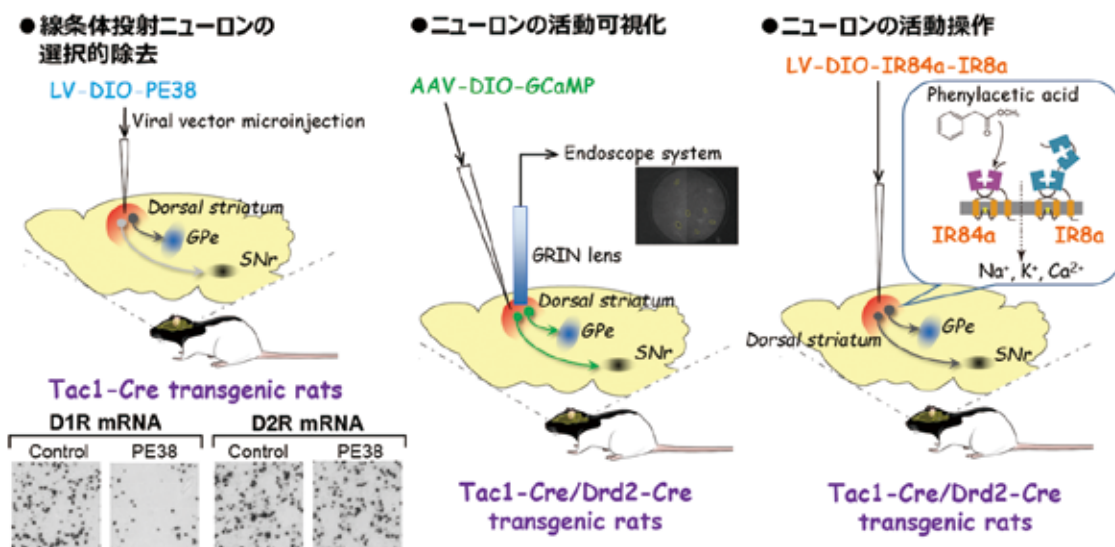 ●線条体投射ニューロンの
選択的除去
LV-DIO-PE38
Viral vector microinjection
Dorsal striatum
GPe
SNr
Tac1-Cre transgenic rats
D1R mRNA
D2R mRNA
Control
PE38
Control
PE38
●ニューロンの活動可視化
AAV-DIO-GCaMP
Endoscope system
GRIN lens
Dorsal striatum
GPe
SNr
Tac1-Cre/Drd2-Cre
transgenic rats
●ニューロンの活動操作
LV-DIO-IR84a-IR8a
Phenylacetic acid
OCH₃
O
IR84a
IR8a
Na⁺, K⁺, Ca²⁺
Dorsal striatum
GPe
SNr
Tac1-Cre/Drd2-Cre
transgenic rats